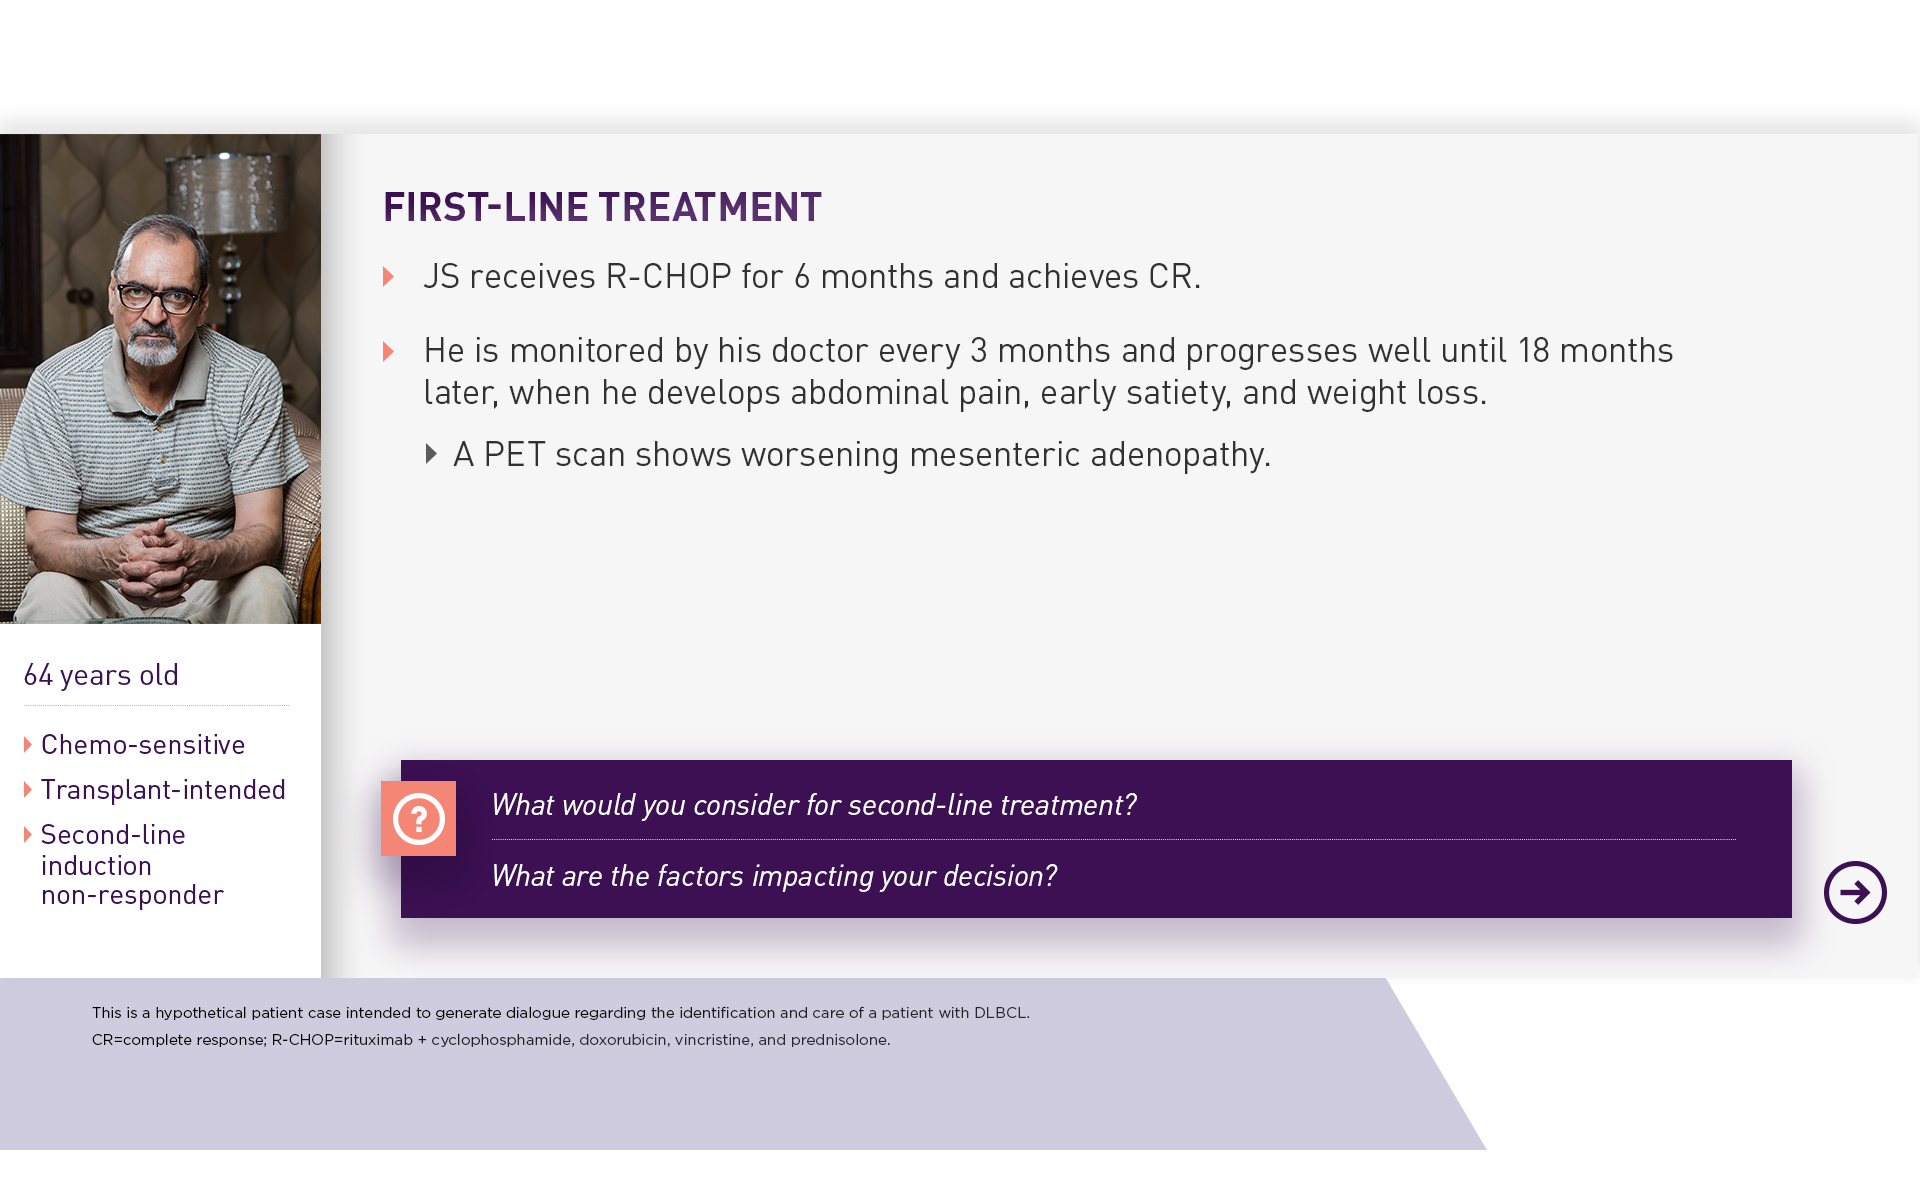 FIRST-LINE TREATMENT
JS receives R-CHOP for 6 months and achieves CR.
He is monitored by his doctor every 3 months and progresses well until 18 months
later, when he develops abdominal pain, early satiety, and weight loss.
A PET scan shows worsening mesenteric adenopathy.
64 years old
Chemo-sensitive
Transplant-intended
Second-line
induction
non-responder
?
What would you consider for second-line treatment?
What are the factors impacting your decision?
This is a hypothetical patient case intended to generate dialogue regarding the identification and care of a patient with DLBCL.
CR=complete response; R-CHOP=rituximab + cyclophosphamide, doxorubicin, vincristine, and prednisolone.